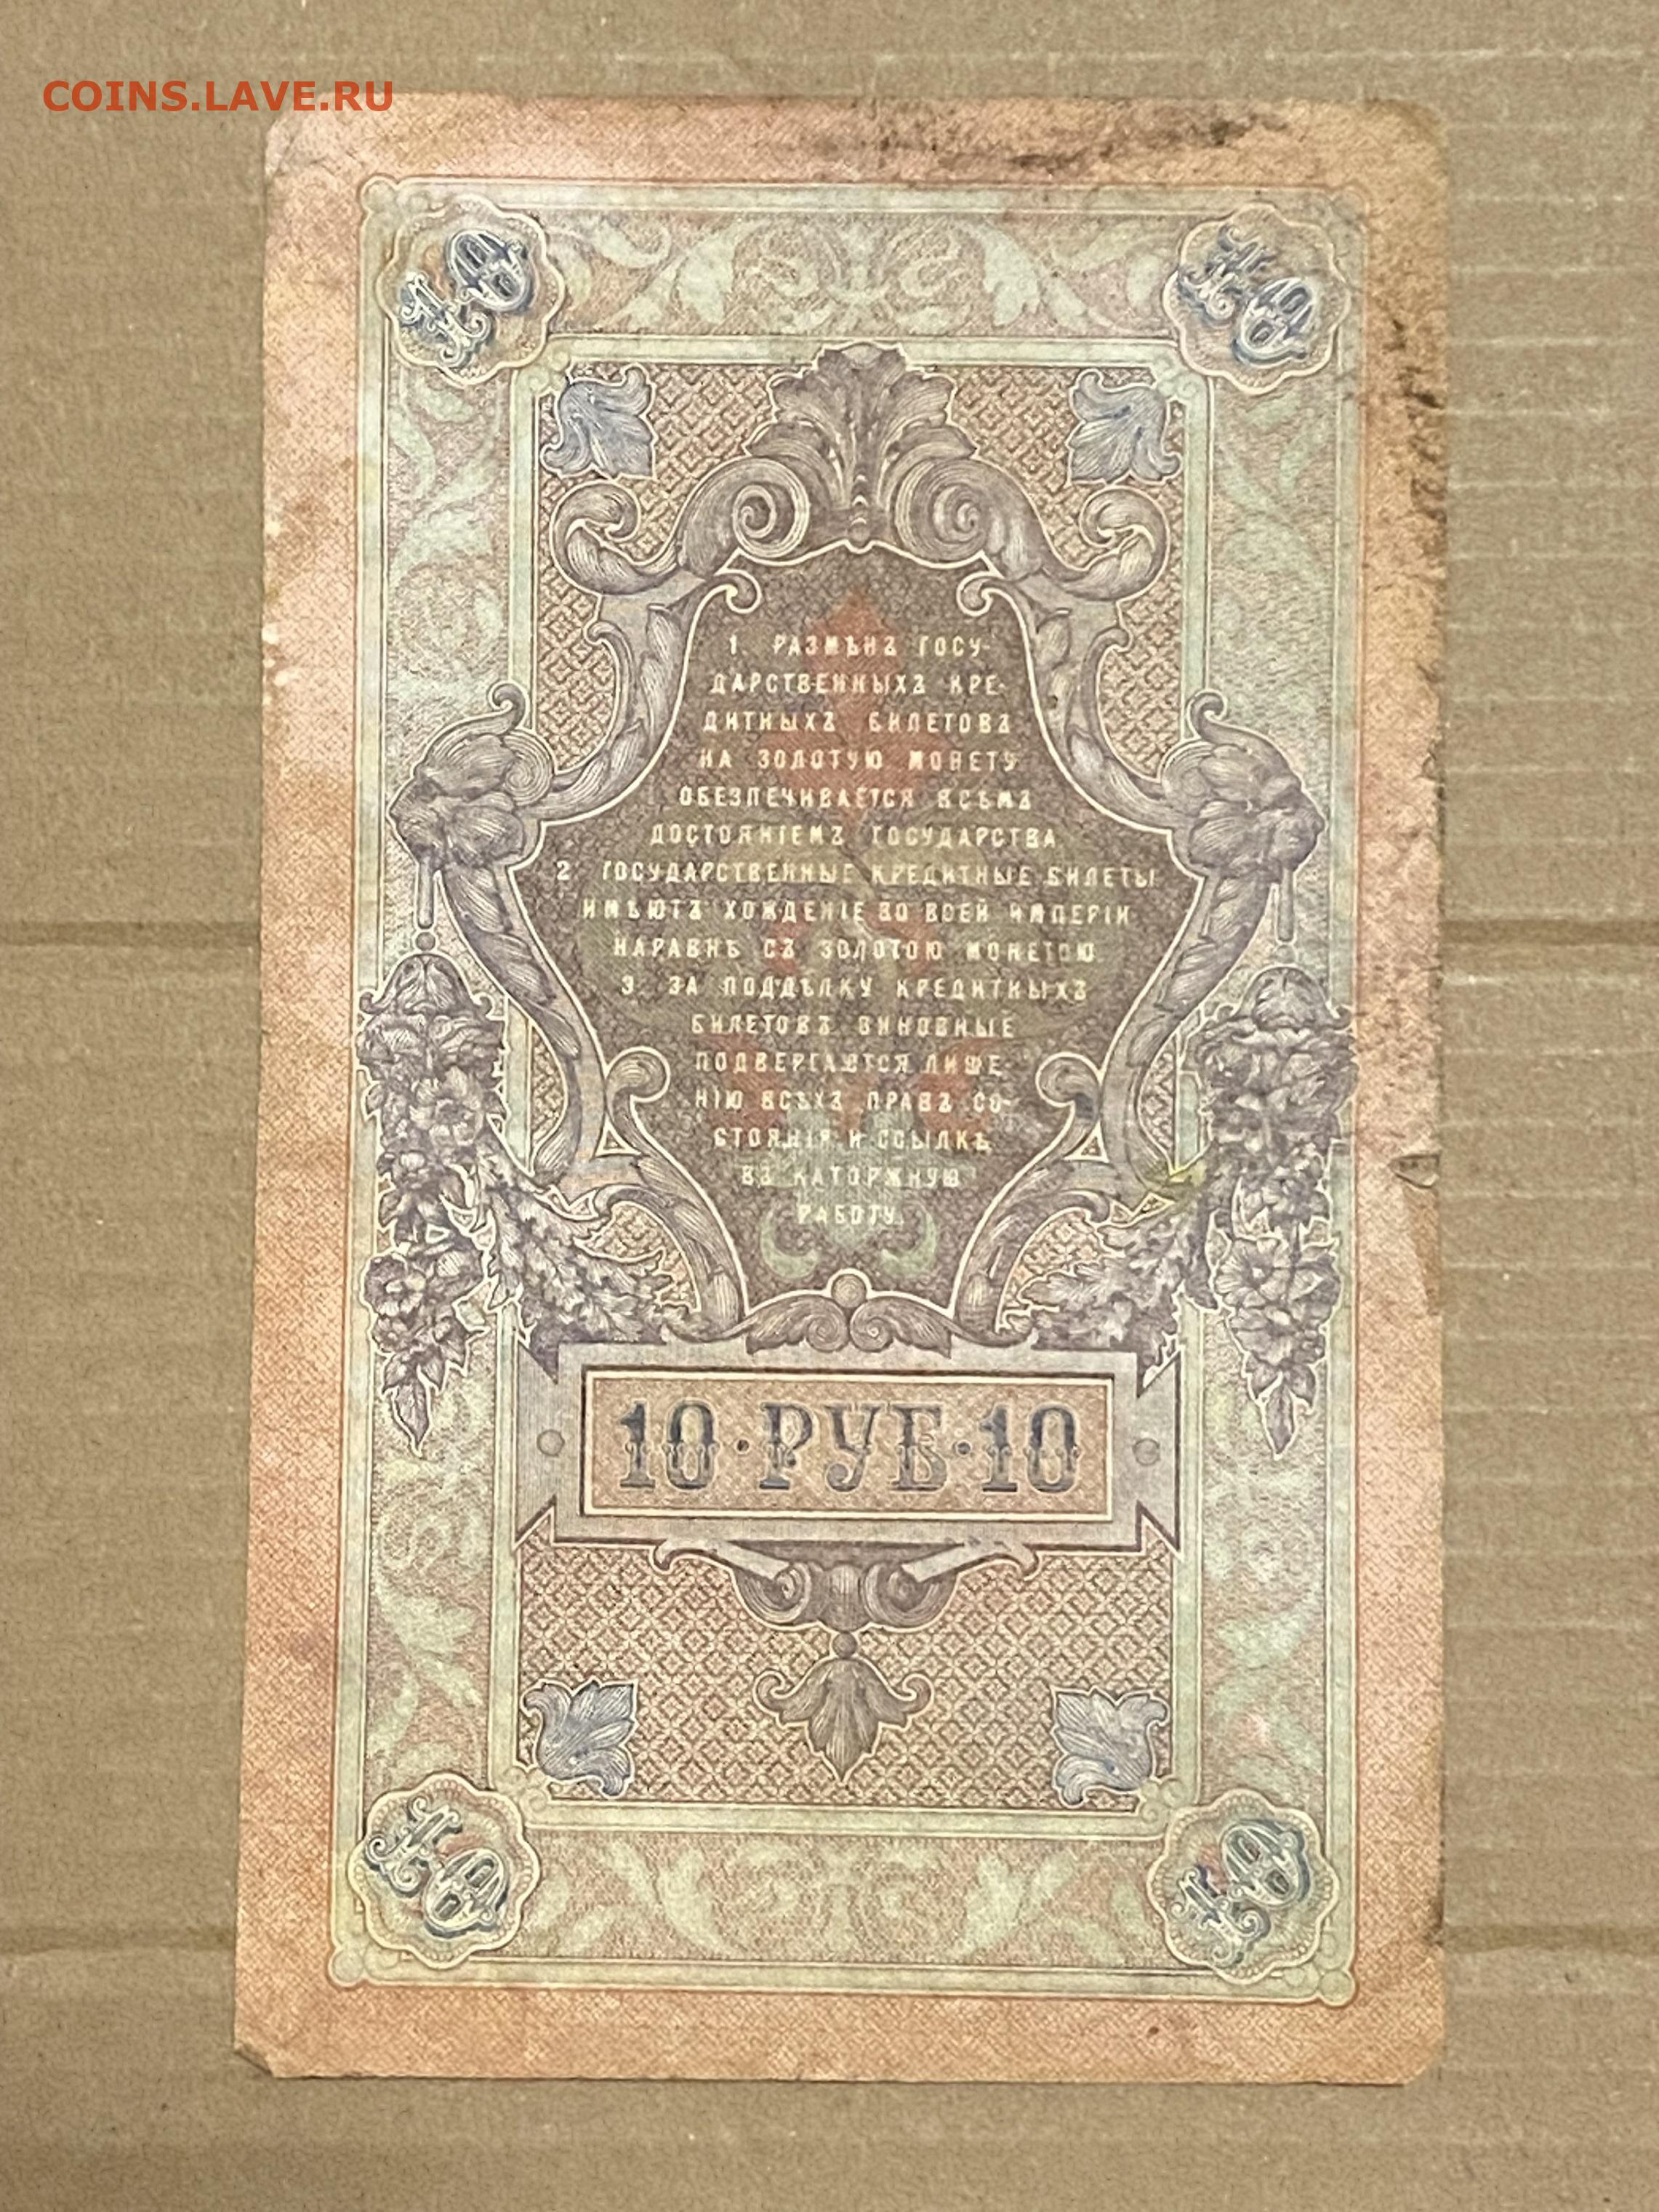 COINS.LAVE.RU
10
10
1. РАЗМѢНЪ ГОСУ-
ДАРСТВЕННЫХЪ КРЕ-
ДИТНЫХЪ БИЛЕТОВЪ
НА ЗОЛОТУЮ МОНЕТУ
ОБЕЗПЕЧИВАЕТСЯ ВСѢМЪ
ДОСТОЯНІЕМЪ ГОСУДАРСТВА
2 ГОСУДАРСТВЕННЫЕ КРЕДИТНЫЕ БИЛЕТЫ
ИМѢЮТЪ ХОЖДЕНІЕ ВО ВСЕЙ ИМПЕРІИ
НАРАВНѢ СЪ ЗОЛОТОЮ МОНЕТОЮ
3. ЗА ПОДДѢЛКУ КРЕДИТНЫХЪ
БИЛЕТОВЪ ВИНОВНЫЕ
ПОДВЕРГАЮТСЯ ЛИШЕ-
НІЮ ВСѢХЪ ПРАВЪ СО-
СТОЯНІЯ И ССЫЛКѢ
ВЪ КАТОРЖНУЮ
РАБОТУ.
10·РУБ·10
10
10